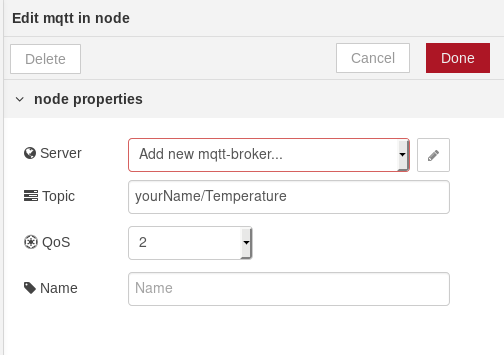 Edit mqtt in node
Delete Cancel Done
node properties
Server Add new mqtt-broker...
Topic yourName/Temperature
QoS 2
Name Name